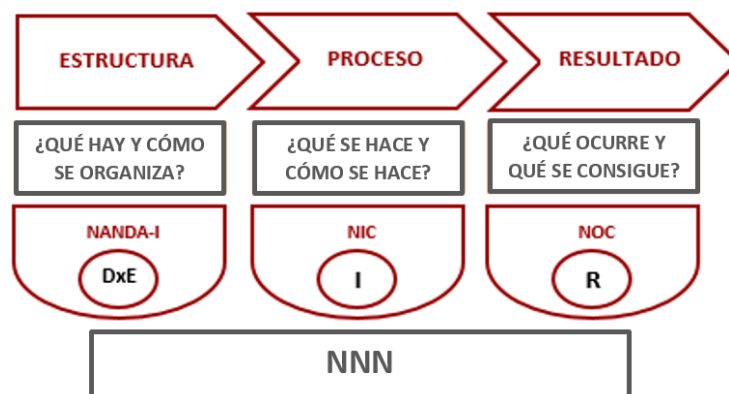 ESTRUCTURA
PROCESO
RESULTADO
¿QUÉ HAY Y CÓMO
SE ORGANIZA?
¿QUÉ SE HACE Y
CÓMO SE HACE?
¿QUÉ OCURRE Y
QUÉ SE CONSIGUE?
NANDA-I
DxE
NIC
I
NOC
R
NNN